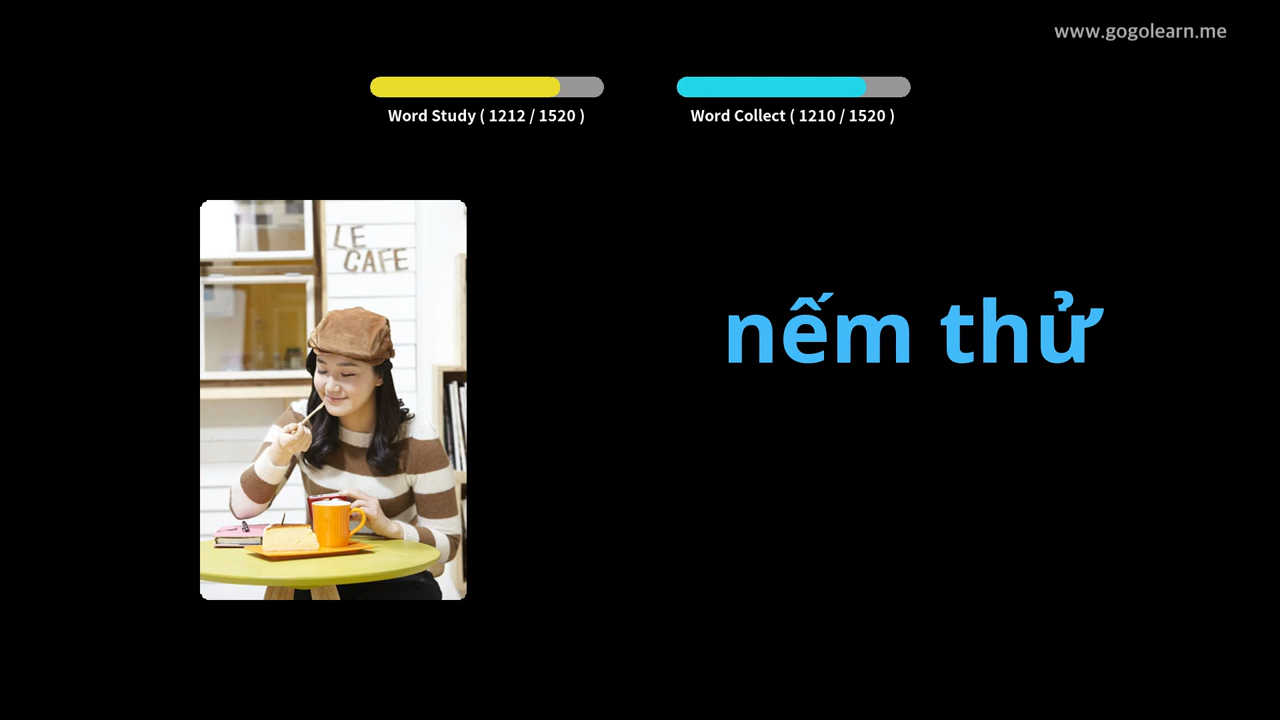 www.gogolearn.me
Word Study ( 1212 / 1520 )
Word Collect ( 1210 / 1520 )
LE
CAFE
nếm thử